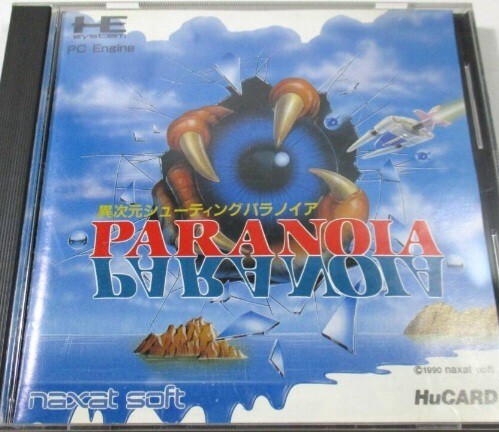 HE
system
PC Engine
異次元シューティングパラノイア
PARANOIA
PARANOIA
©1990 naxat soft
naxat soft
HuCARD